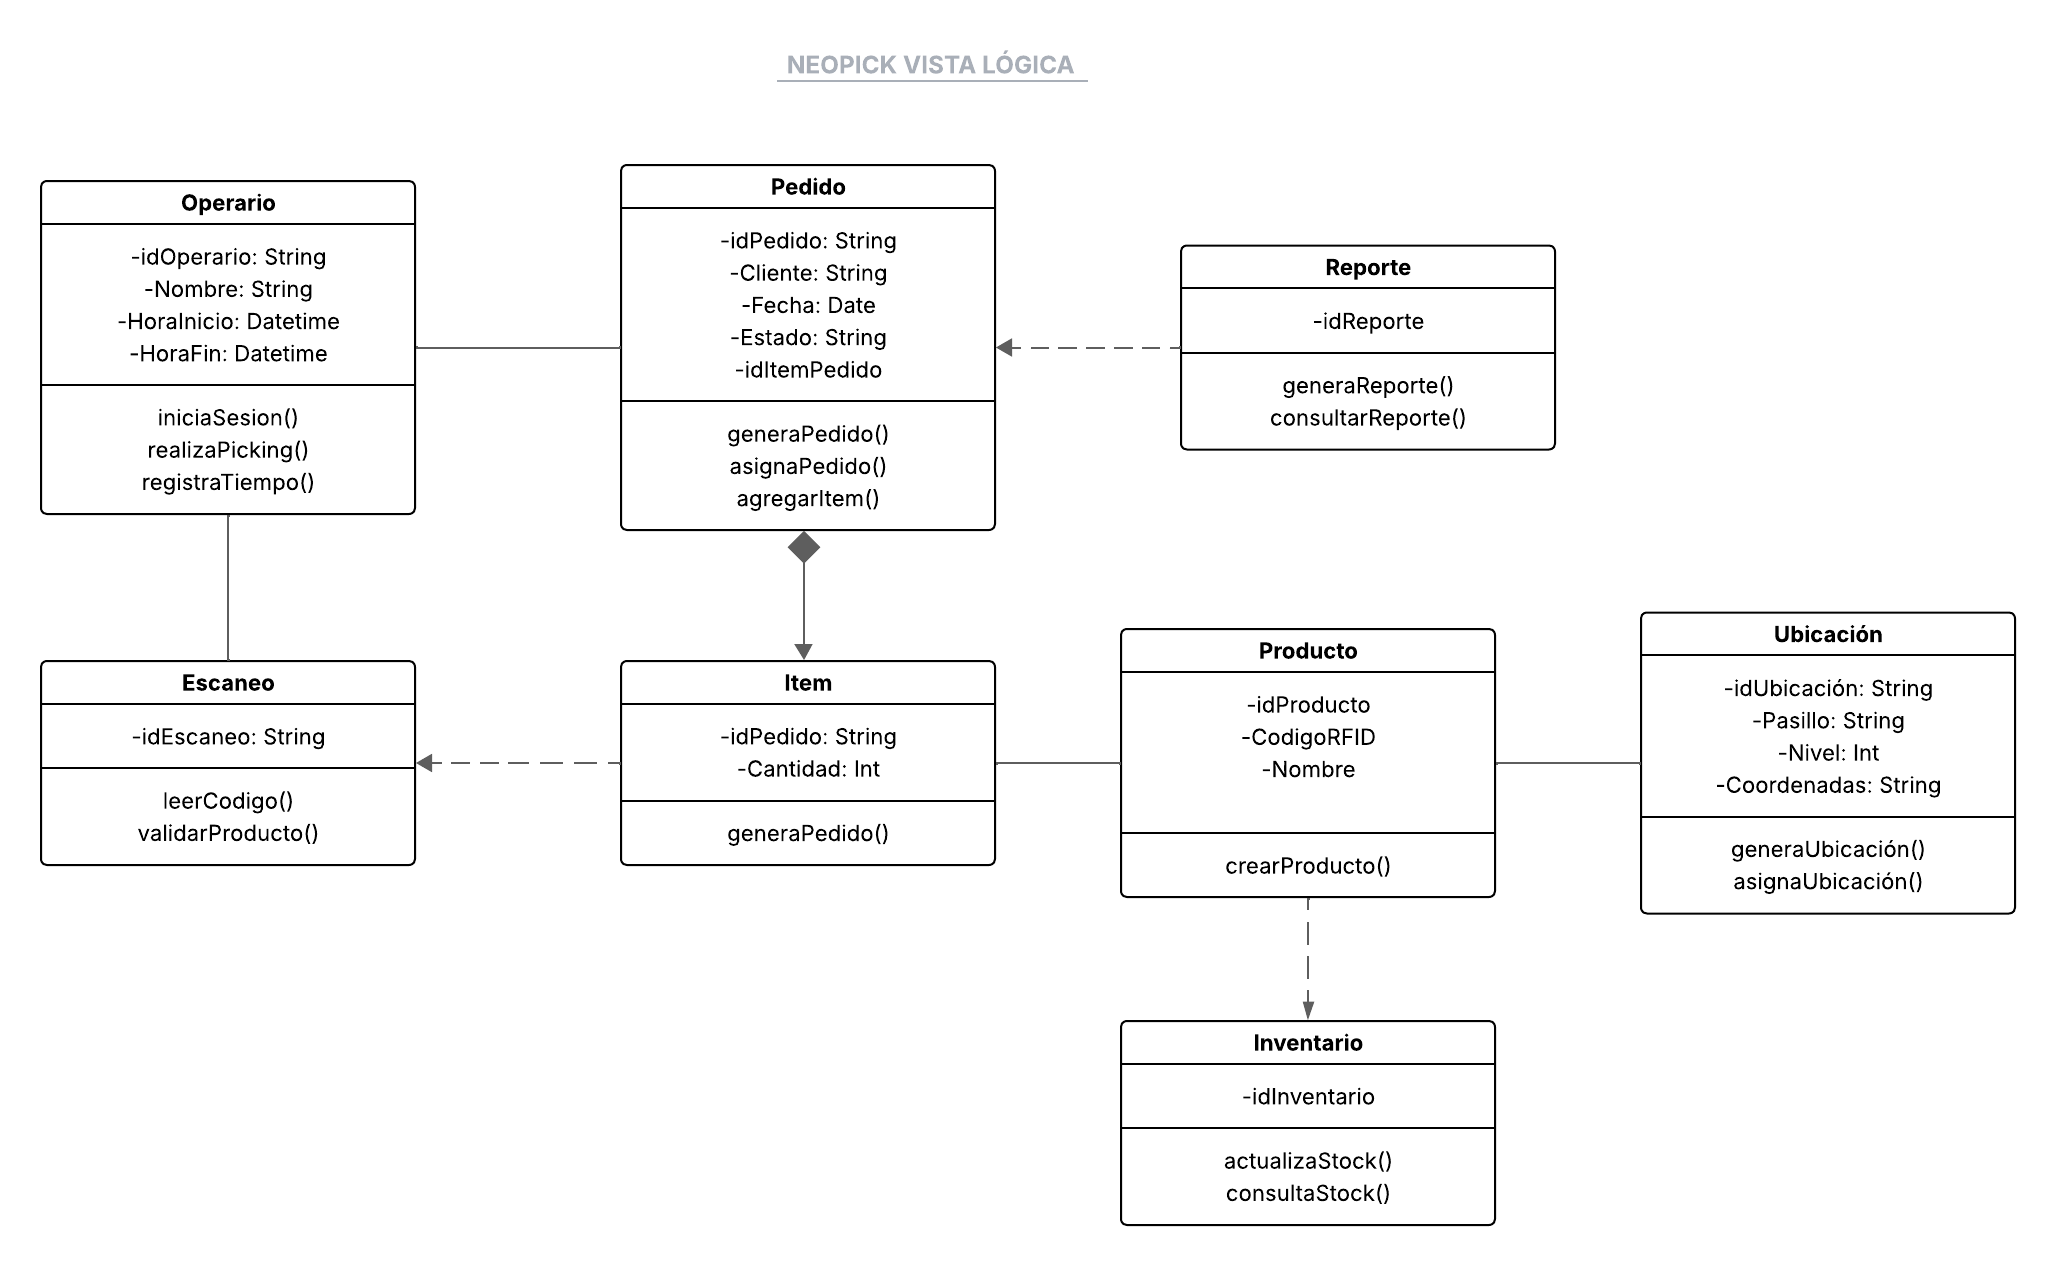 NEOPICK VISTA LÓGICA
Operario
-idOperario: String
-Nombre: String
-HoraInicio: Datetime
-HoraFin: Datetime
iniciaSesion()
realizaPicking()
registraTiempo()
Pedido
-idPedido: String
-Cliente: String
-Fecha: Date
-Estado: String
-idItemPedido
generaPedido()
asignaPedido()
agregarItem()
Reporte
-idReporte
generaReporte()
consultarReporte()
Escaneo
-idEscaneo: String
leerCodigo()
validarProducto()
Item
-idPedido: String
-Cantidad: Int
generaPedido()
Producto
-idProducto
-CodigoRFID
-Nombre
crearProducto()
Ubicación
-idUbicación: String
-Pasillo: String
-Nivel: Int
-Coordenadas: String
generaUbicación()
asignaUbicación()
Inventario
-idInventario
actualizaStock()
consultaStock()